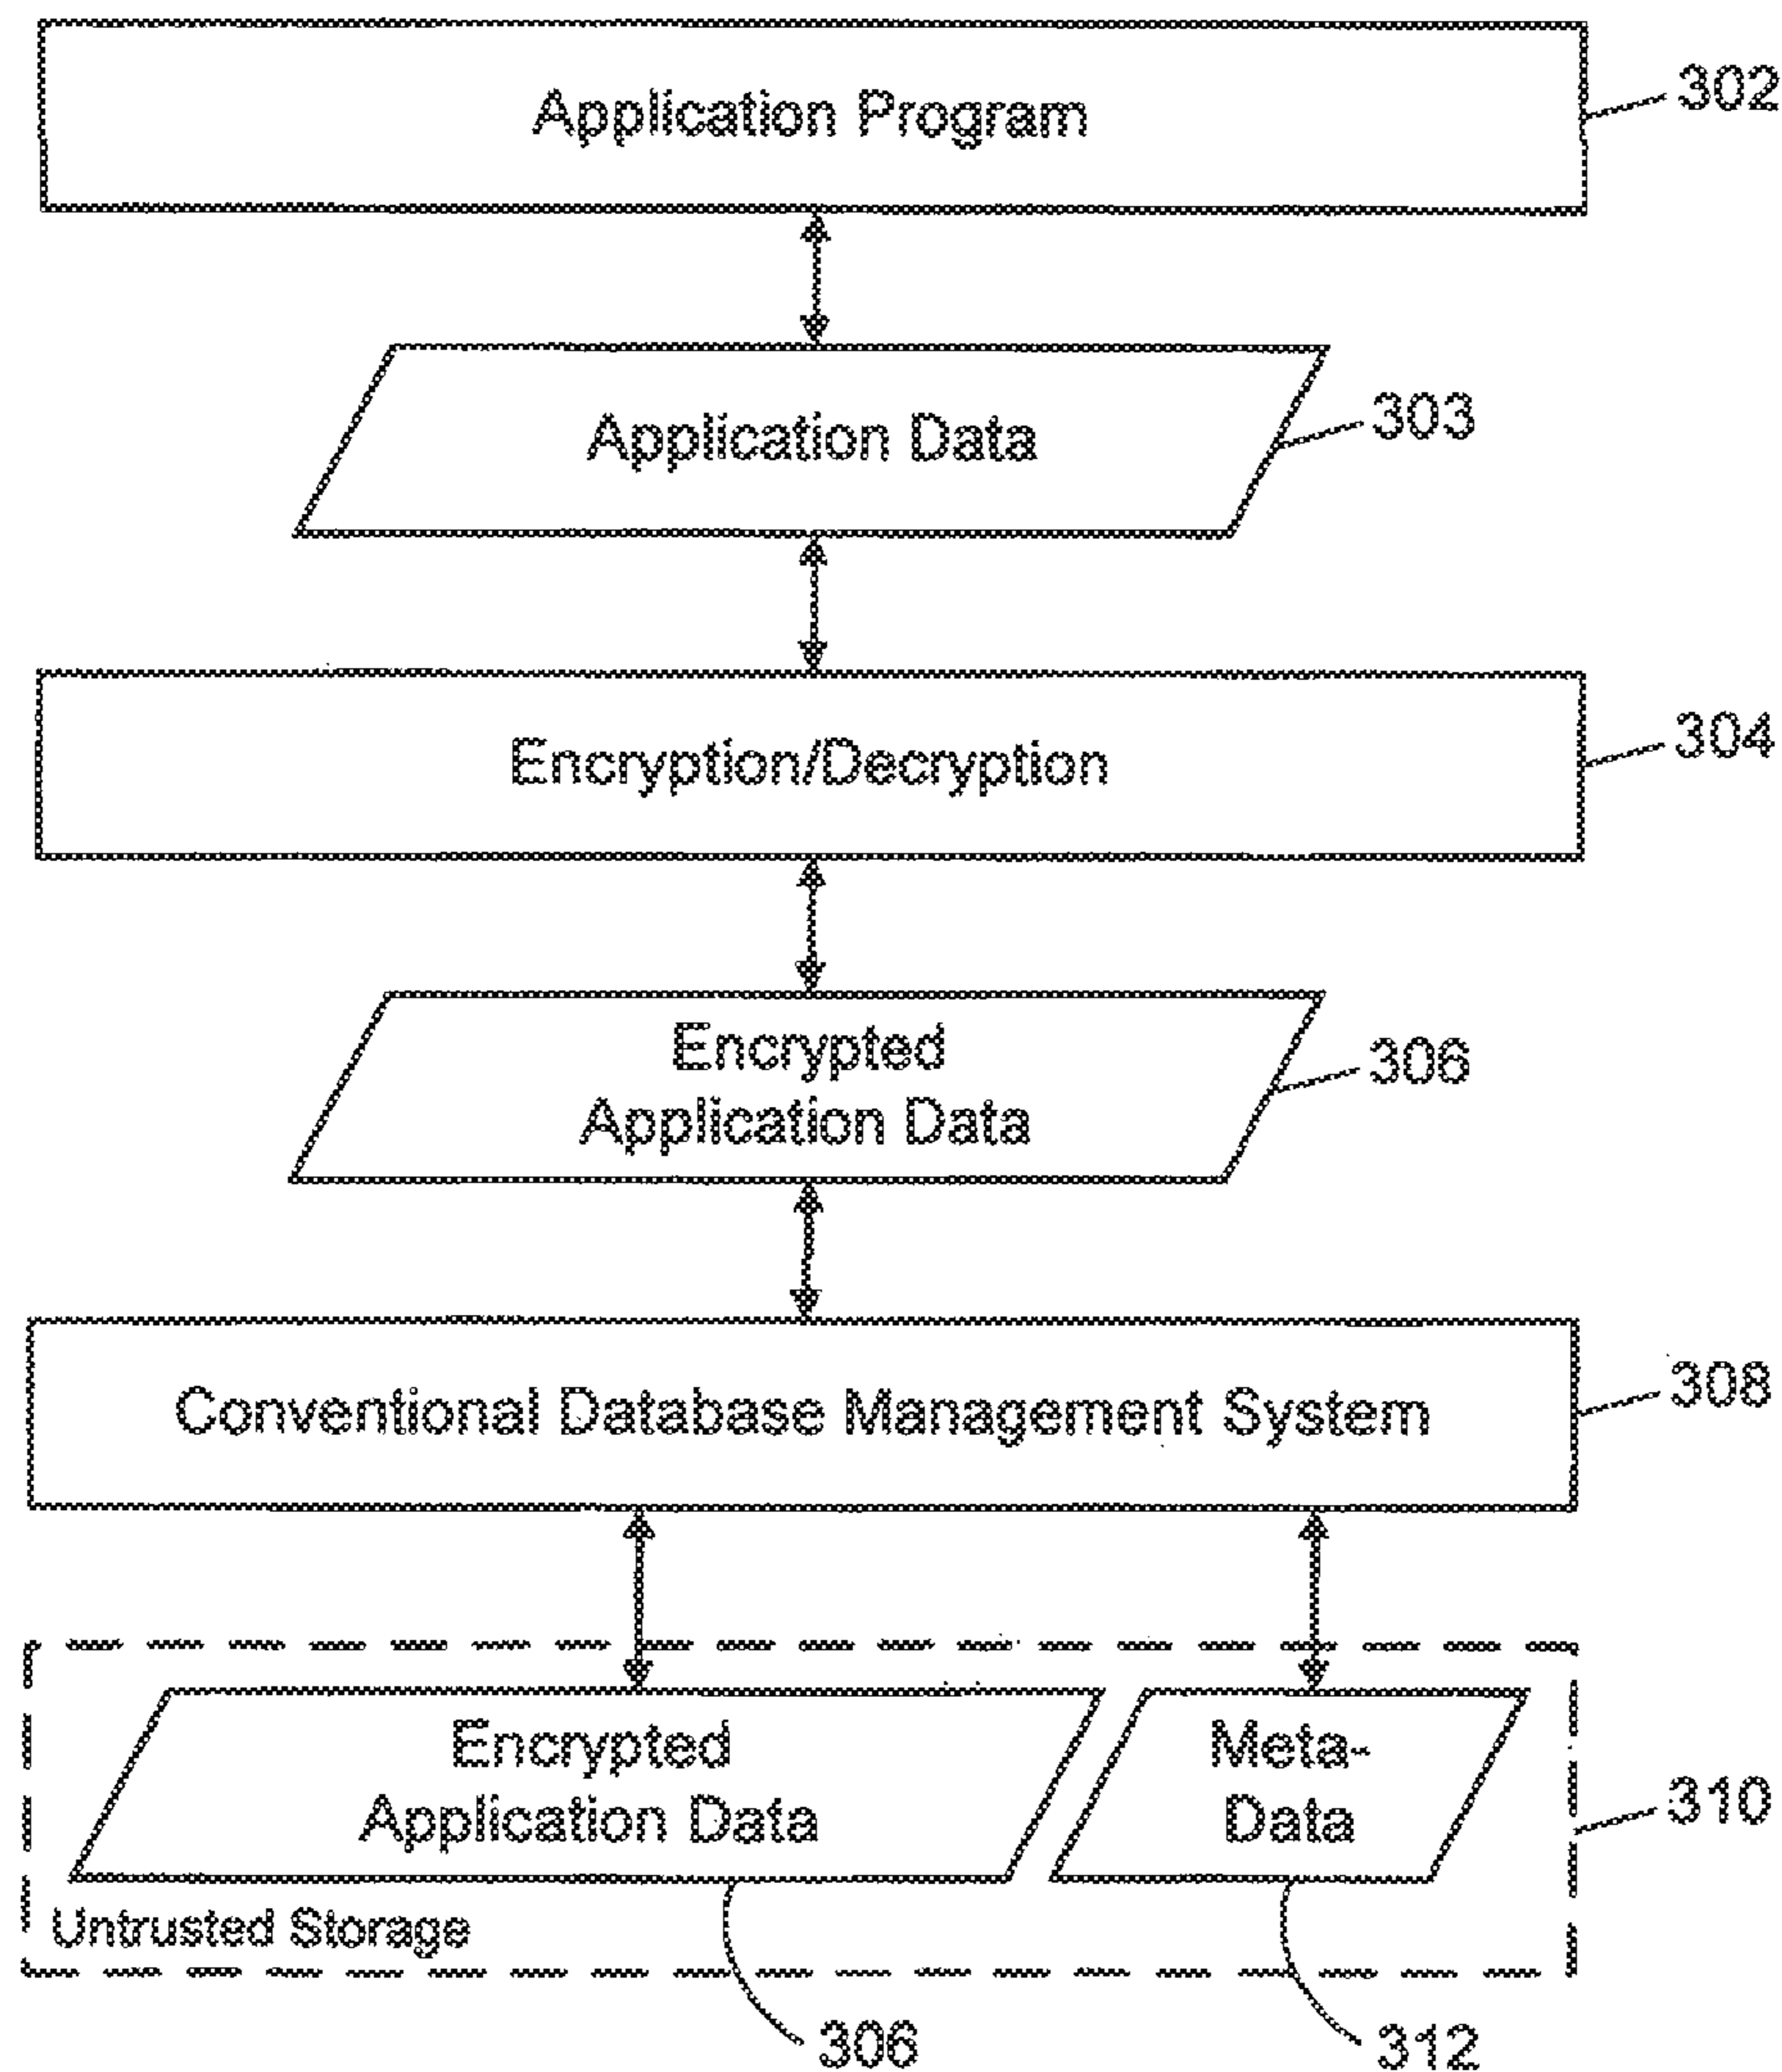 Application Program
302
Application Data
303
Encryption/Decryption
304
Encrypted
Application Data
306
Conventional Database Management System
308
Encrypted
Application Data
Meta-
Data
310
Untrusted Storage
306
312